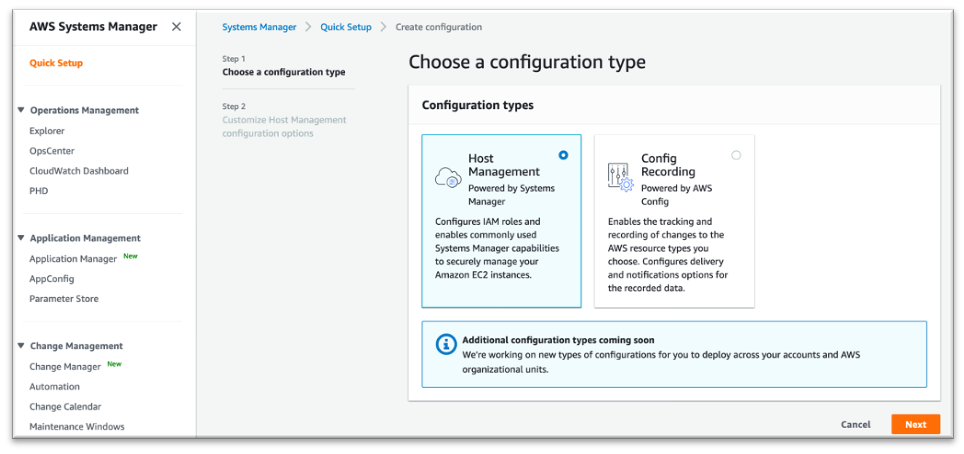 AWS Systems Manager
Quick Setup
Operations Management
Explorer
OpsCenter
CloudWatch Dashboard
PHD
Application Management
Application Manager New
AppConfig
Parameter Store
Change Management
Change Manager New
Automation
Change Calendar
Maintenance Windows
Systems Manager > Quick Setup > Create configuration
Step 1
Choose a configuration type
Step 2
Customize Host Management
configuration options
Choose a configuration type
Configuration types
Host
Management
Powered by Systems
Manager
Configures IAM roles and
enables commonly used
Systems Manager capabilities
to securely manage your
Amazon EC2 instances.
Config
Recording
Powered by AWS
Config
Enables the tracking and
recording of changes to the
AWS resource types you
choose. Configures delivery
and notifications options for
the recorded data.
Additional configuration types coming soon
We're working on new types of configurations for you to deploy across your accounts and AWS
organizational units.
Cancel
Next